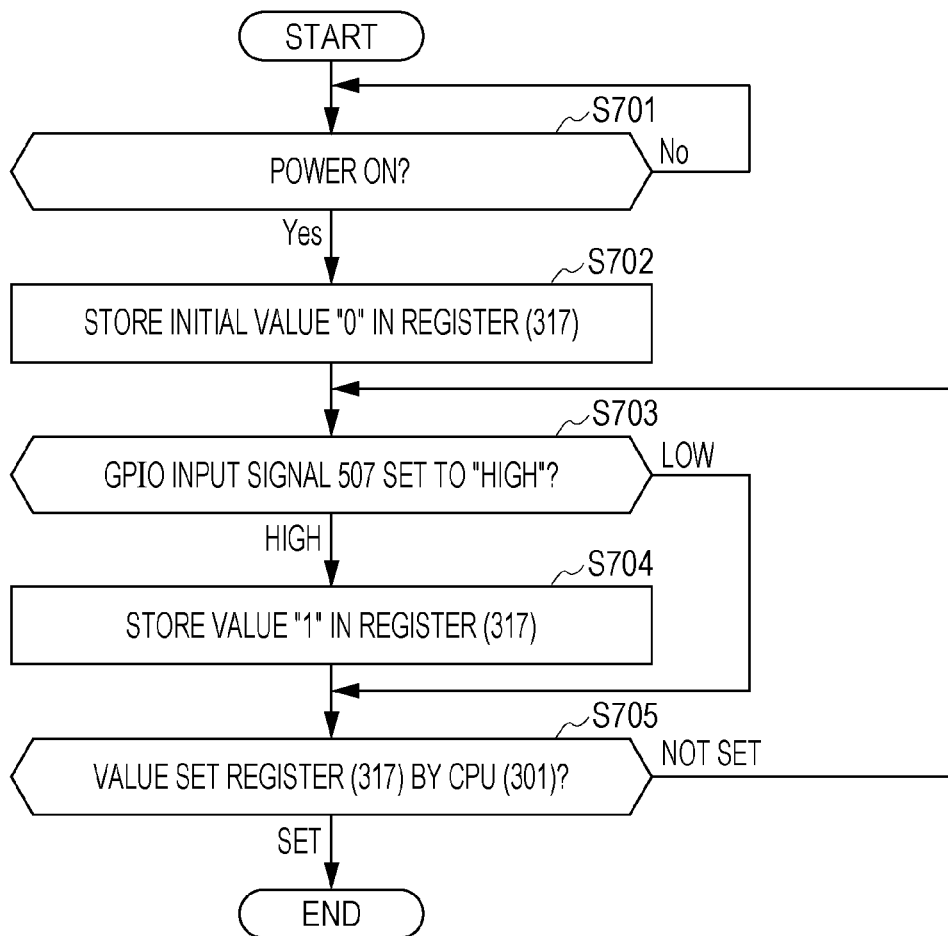 START
S701
POWER ON?
No
Yes
S702
STORE INITIAL VALUE "0" IN REGISTER (317)
S703
GPIO INPUT SIGNAL 507 SET TO "HIGH"?
LOW
HIGH
S704
STORE VALUE "1" IN REGISTER (317)
S705
VALUE SET REGISTER (317) BY CPU (301)?
NOT SET
SET
END